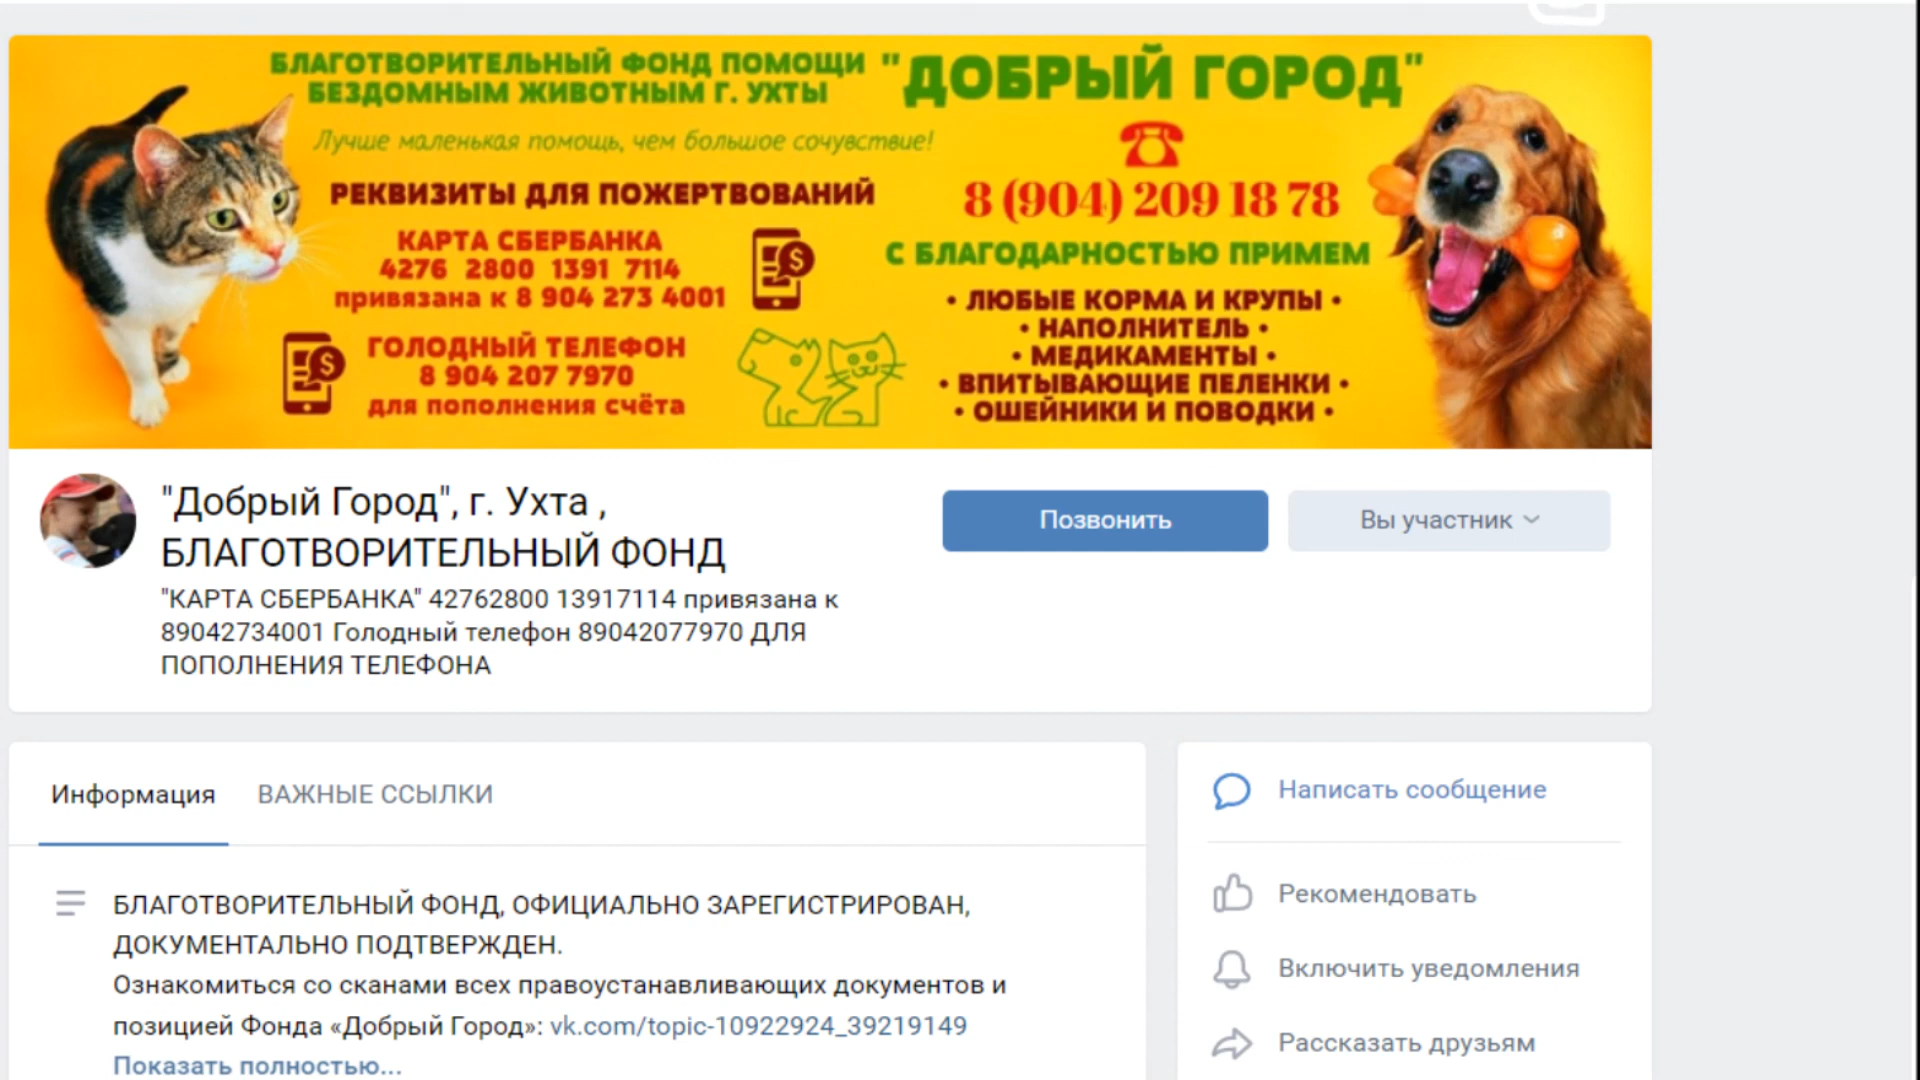 БЛАГОТВОРИТЕЛЬНЫЙ ФОНД ПОМОЩИ
БЕЗДОМНЫМ ЖИВОТНЫМ Г. УХТЫ
"ДОБРЫЙ ГОРОД"
Лучше маленькая помощь, чем большое сочувствие!
РЕКВИЗИТЫ ДЛЯ ПОЖЕРТВОВАНИЙ
КАРТА СБЕРБАНКА
4276 2800 1391 7114
привязана к 8 904 273 4001
ГОЛОДНЫЙ ТЕЛЕФОН
8 904 207 7970
для пополнения счёта
8 (904) 209 18 78
С БЛАГОДАРНОСТЬЮ ПРИМЕМ
• ЛЮБЫЕ КОРМА И КРУПЫ •
• НАПОЛНИТЕЛЬ •
• МЕДИКАМЕНТЫ •
• ВПИТЫВАЮЩИЕ ПЕЛЕНКИ •
• ОШЕЙНИКИ И ПОВОДКИ •
"Добрый Город", г. Ухта ,
БЛАГОТВОРИТЕЛЬНЫЙ ФОНД
"КАРТА СБЕРБАНКА" 42762800 13917114 привязана к
89042734001 Голодный телефон 89042077970 ДЛЯ
ПОПОЛНЕНИЯ ТЕЛЕФОНА
Позвонить
Вы участник
Информация
ВАЖНЫЕ ССЫЛКИ
БЛАГОТВОРИТЕЛЬНЫЙ ФОНД, ОФИЦИАЛЬНО ЗАРЕГИСТРИРОВАН,
ДОКУМЕНТАЛЬНО ПОДТВЕРЖДЕН.
Ознакомиться со сканами всех правоустанавливающих документов и
позицией Фонда «Добрый Город»: vk.com/topic-10922924_39219149
Показать полностью...
Написать сообщение
Рекомендовать
Включить уведомления
Рассказать друзьям